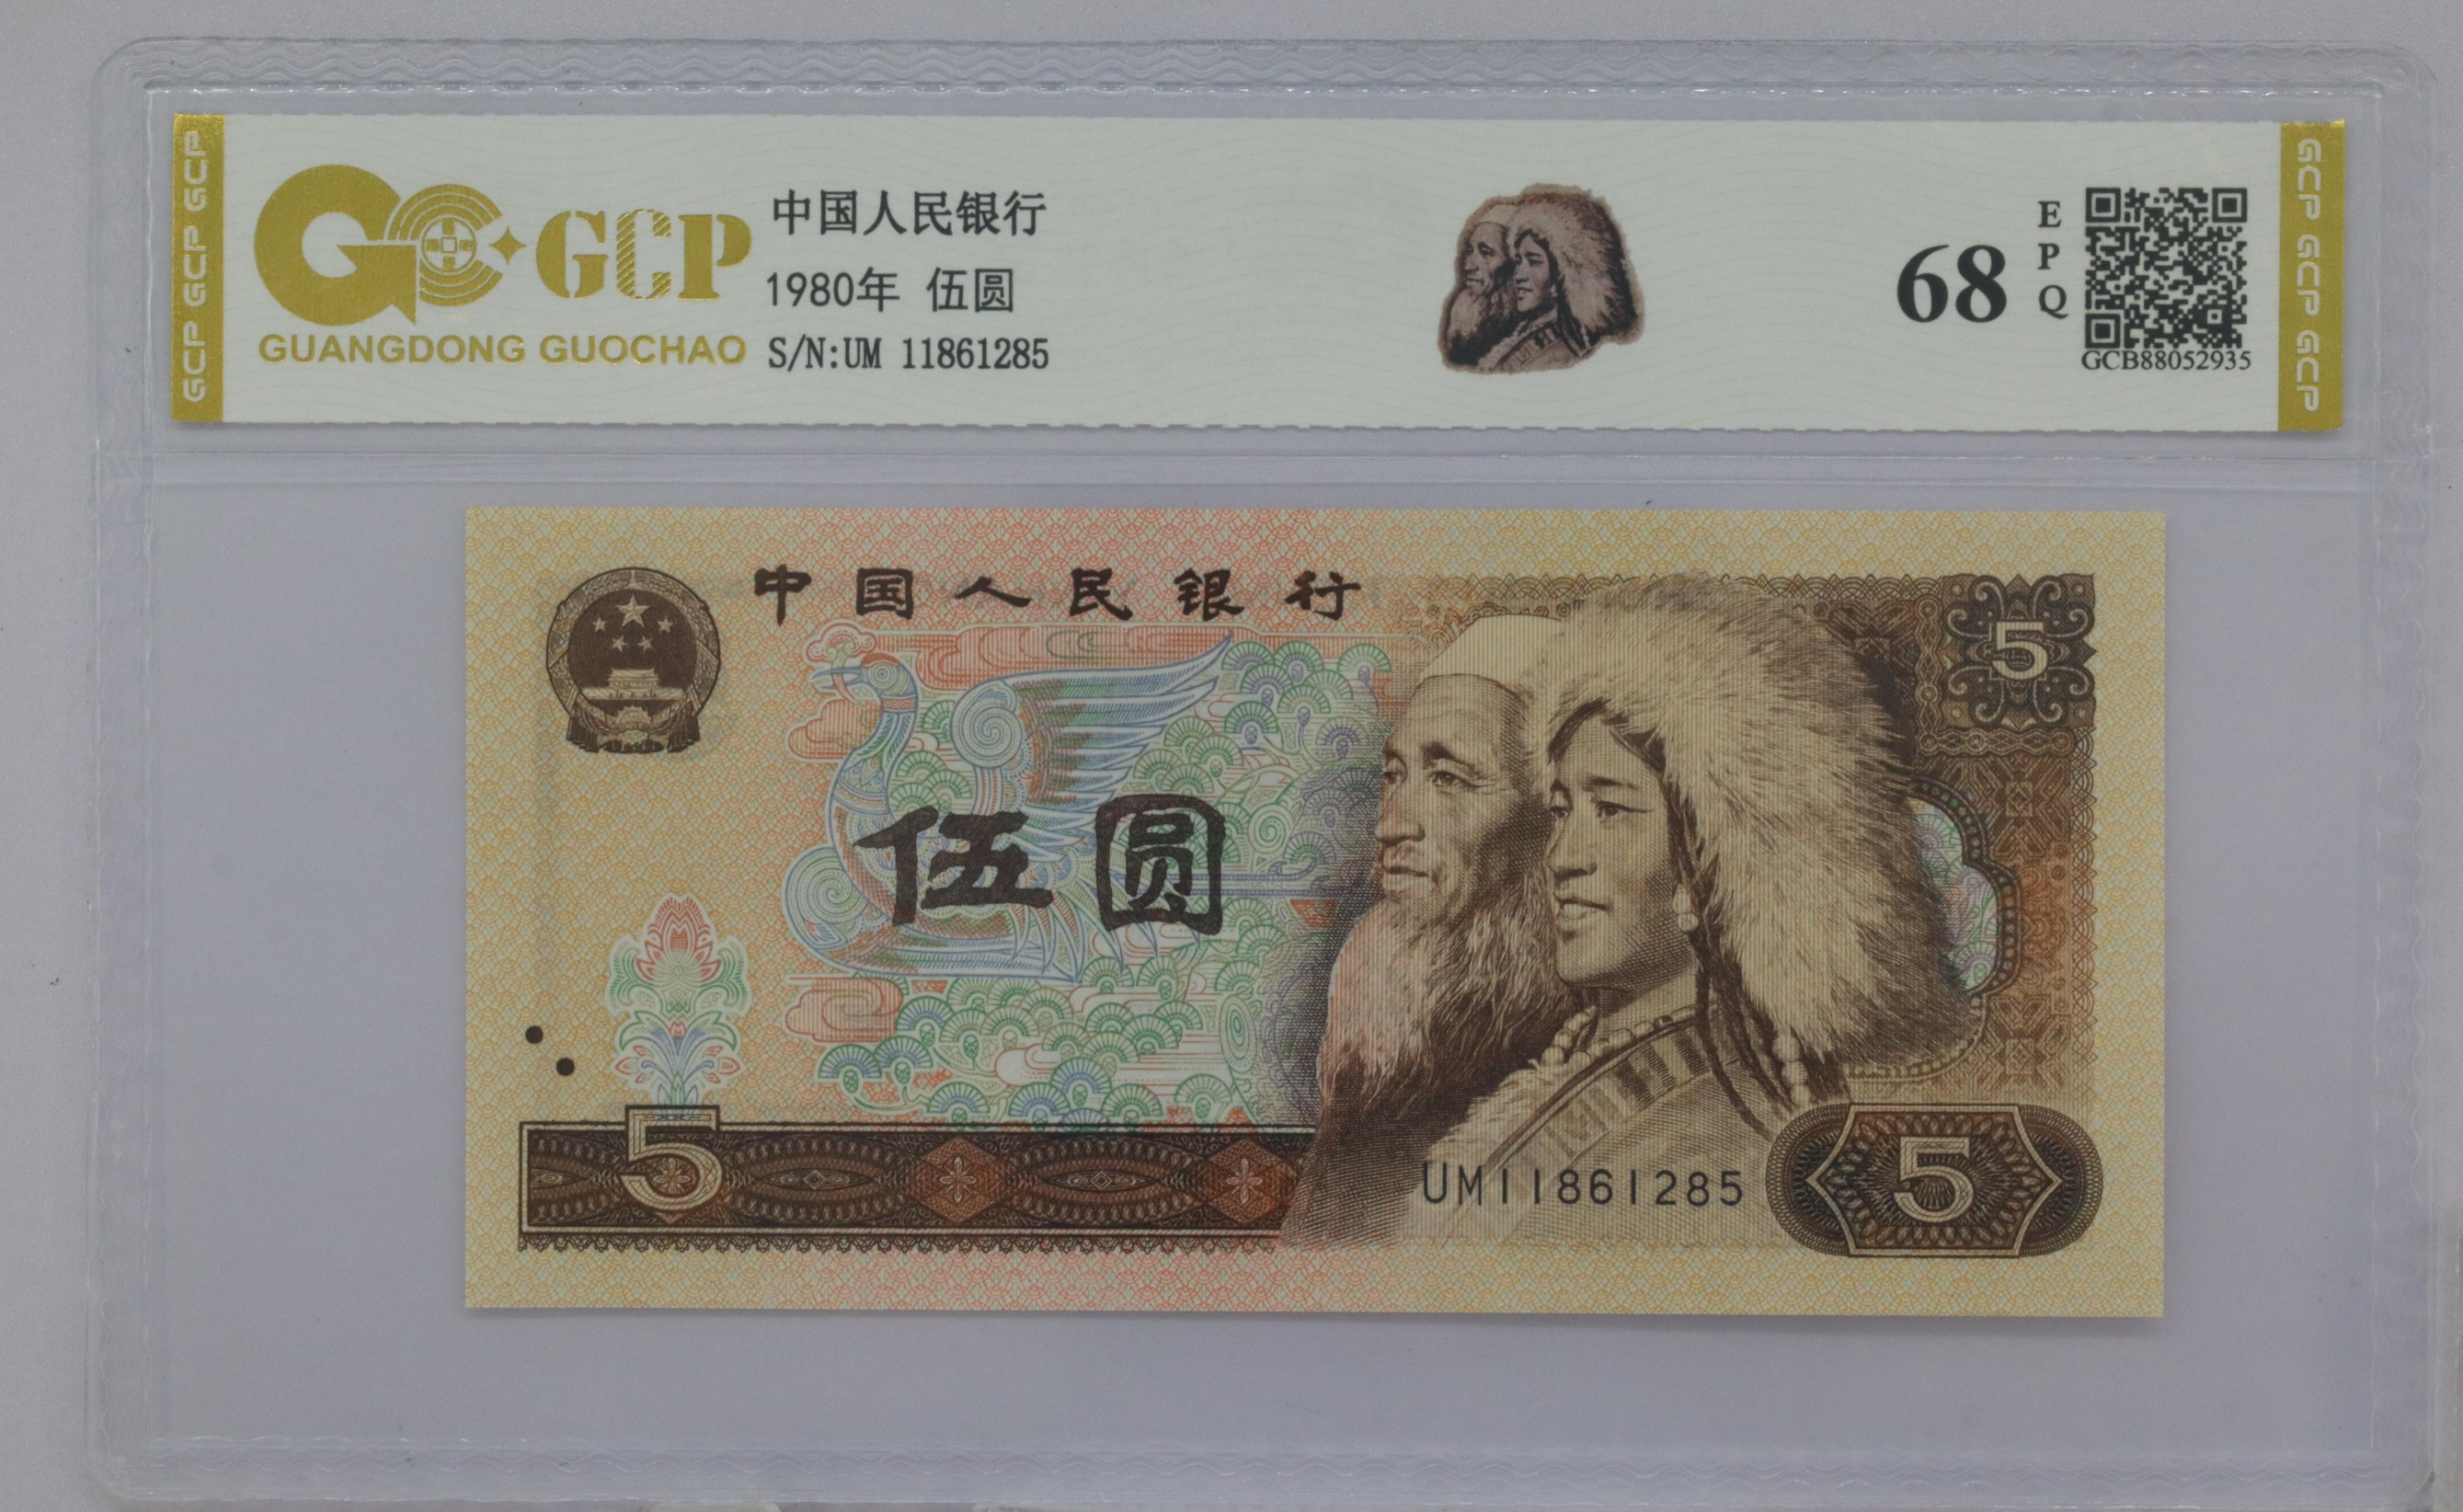 GCP GCP GCP
GCP
GUANGDONG GUOCHAO
中国人民银行
1980年 伍圆
S/N:UM 11861285
68
E
P
Q
GCB88052935
GCP GCP GCP
中国人民银行
5
伍圆
5
UM11861285
5